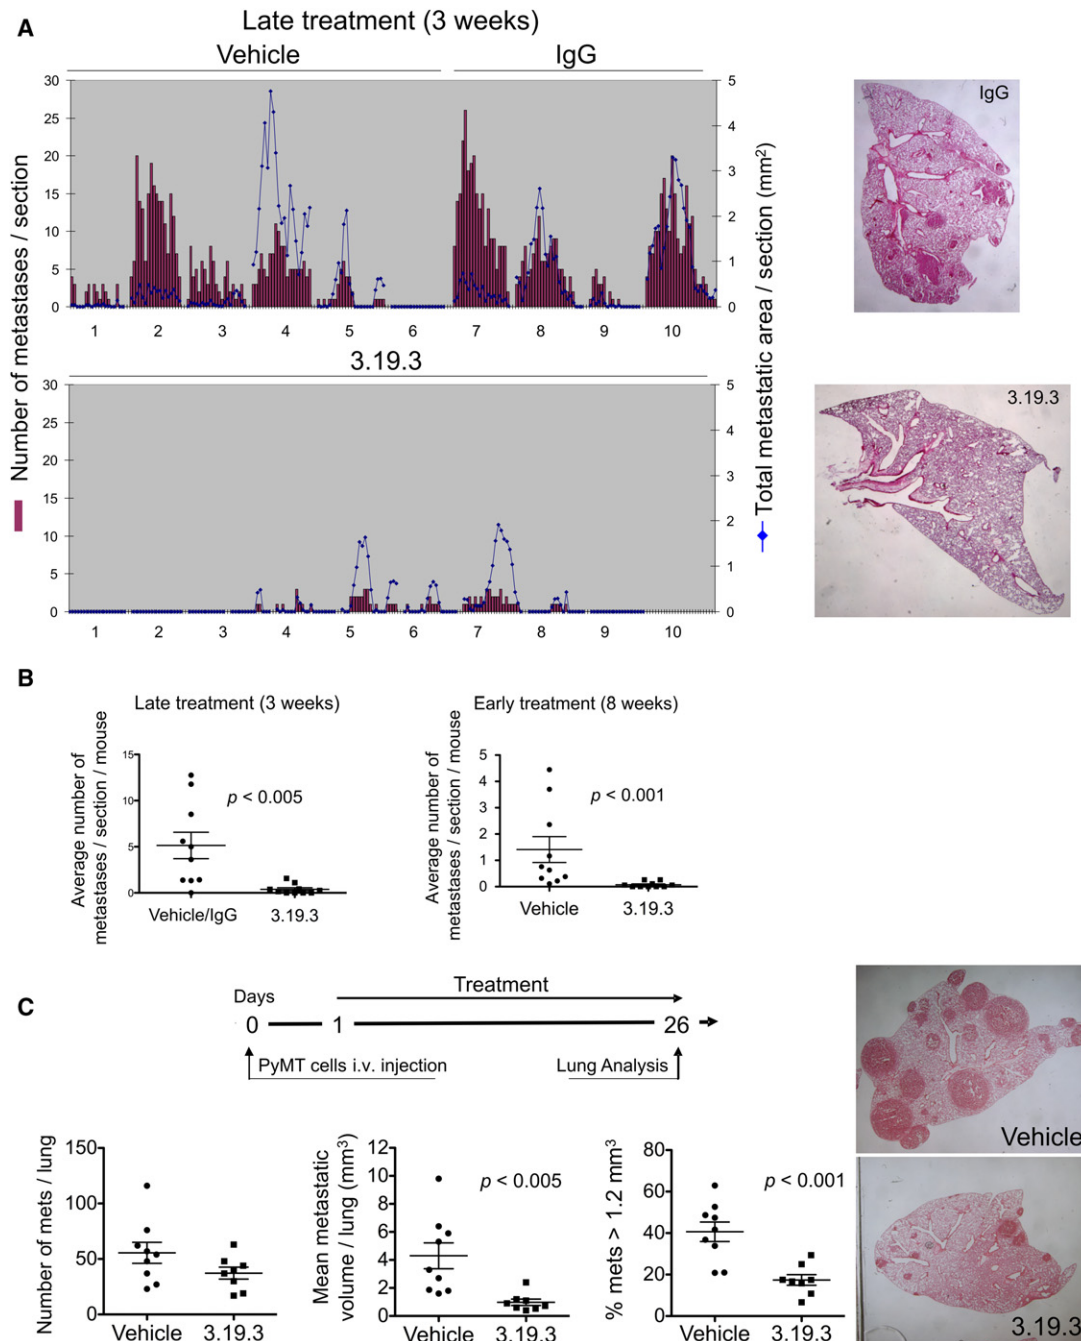 A
Late treatment (3 weeks)
Vehicle
IgG
30
25
20
15
10
5
0
5
4
3
2
1
0
1 2 3 4 5 6 7 8 9 10
3.19.3
30
25
20
15
10
5
0
5
4
3
2
1
0
1 2 3 4 5 6 7 8 9 10
Number of metastases / section
Total metastatic area / section (mm²)
IgG
3.19.3
B
Late treatment (3 weeks)
Average number of
metastases / section / mouse
15
10
5
0
p < 0.005
Vehicle/IgG 3.19.3
Early treatment (8 weeks)
Average number of
metastases / section / mouse
5
4
3
2
1
0
p < 0.001
Vehicle 3.19.3
C
Treatment
Days
0 1 26
PyMT cells i.v. injection
Lung Analysis
Number of mets / lung
150
100
50
0
Vehicle 3.19.3
Mean metastatic
volume / lung (mm³)
12
10
8
6
4
2
0
p < 0.005
Vehicle 3.19.3
% mets > 1.2 mm³
80
60
40
20
0
p < 0.001
Vehicle 3.19.3
Vehicle
3.19.3